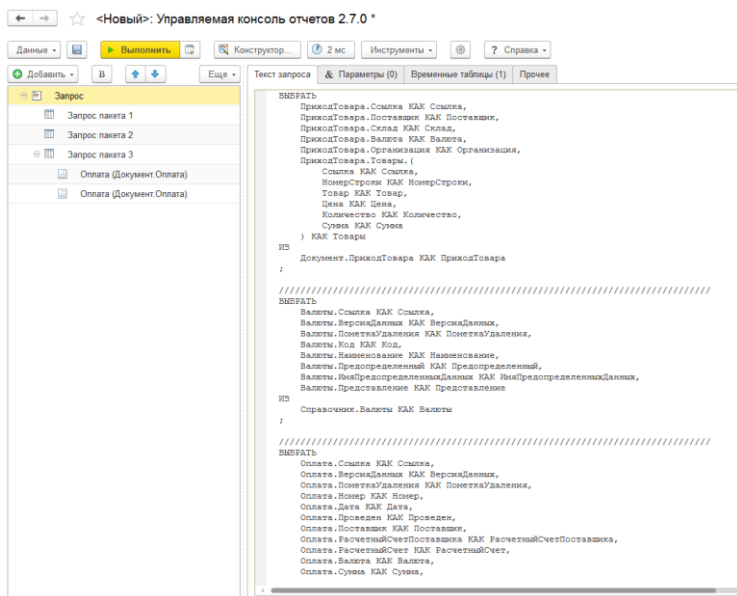 <Новый>: Управляемая консоль отчетов 2.7.0 *
Данные
Выполнить
Конструктор...
2 мс
Инструменты
? Справка
Добавить
B
Еще
Текст запроса
& Параметры (0)
Временные таблицы (1)
Прочее
Запрос
Запрос пакета 1
Запрос пакета 2
Запрос пакета 3
Оплата (Документ.Оплата)
Оплата (Документ.Оплата)
ВЫБРАТЬ
ПриходТовара.Ссылка КАК Ссылка,
ПриходТовара.Поставщик КАК Поставщик,
ПриходТовара.Склад КАК Склад,
ПриходТовара.Валюта КАК Валюта,
ПриходТовара.Организация КАК Организация,
ПриходТовара.Товары.(
Ссылка КАК Ссылка,
НомерСтроки КАК НомерСтроки,
Товар КАК Товар,
Цена КАК Цена,
Количество КАК Количество,
Сумма КАК Сумма
) КАК Товары
ИЗ
Документ.ПриходТовара КАК ПриходТовара
;
////////////////////////////////////////////////////////////////////////////////
ВЫБРАТЬ
Валюты.Ссылка КАК Ссылка,
Валюты.ВерсияДанных КАК ВерсияДанных,
Валюты.ПометкаУдаления КАК ПометкаУдаления,
Валюты.Код КАК Код,
Валюты.Наименование КАК Наименование,
Валюты.Предопределенный КАК Предопределенный,
Валюты.ИмяПредопределенныхДанных КАК ИмяПредопределенныхДанных,
Валюты.Представление КАК Представление
ИЗ
Справочник.Валюты КАК Валюты
;
////////////////////////////////////////////////////////////////////////////////
ВЫБРАТЬ
Оплата.Ссылка КАК Ссылка,
Оплата.ВерсияДанных КАК ВерсияДанных,
Оплата.ПометкаУдаления КАК ПометкаУдаления,
Оплата.Номер КАК Номер,
Оплата.Дата КАК Дата,
Оплата.Проведен КАК Проведен,
Оплата.Поставщик КАК Поставщик,
Оплата.РасчетныйСчетПоставщика КАК РасчетныйСчетПоставщика,
Оплата.РасчетныйСчет КАК РасчетныйСчет,
Оплата.Валюта КАК Валюта,
Оплата.Сумма КАК Сумма,